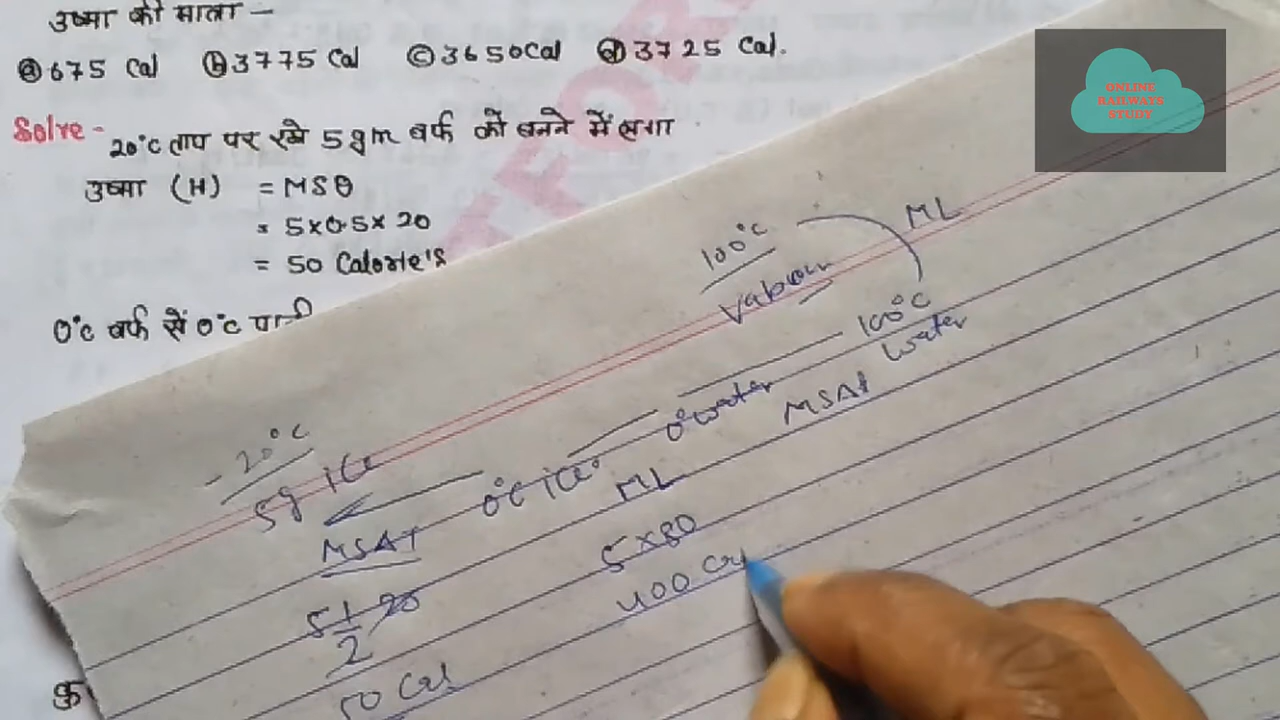 उष्मा की मात्रा –
ⓐ 675 Cal ⓑ 3775 Cal ⓒ 3650Cal ⓓ 3725 Cal.
Solve - 20°C ताप पर रखे 5 gm बर्फ को बनने में लगा
उष्मा (H) = MSθ
= 5×0.5× 20
= 50 Calorie's
0°C बर्फ से 0°C
ONLINE
RAILWAYS
STUDY
100°C
Vabour
ML
100°C
Water
0° water
MSΔt
-20°C
5g ice
0°C ice
ML
MSΔT
5 1/2 20
50 Cal
5×80
400 Cal